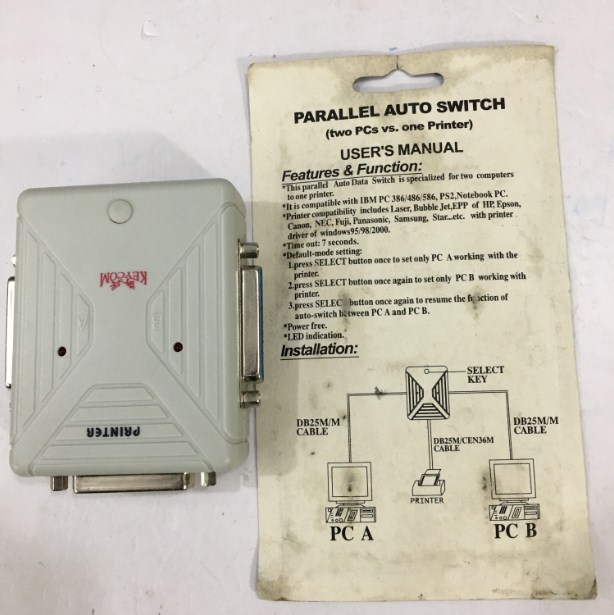 KEYCOM
PRINTER
PARALLEL AUTO SWITCH
(two PCs vs. one Printer)
USER'S MANUAL
Features & Function:
*This parallel Auto Data Switch is specialized for two computers
to one printer.
*It is compatible with IBM PC 386/486/586, PS2,Notebook PC.
*Printer compatibility includes Laser, Bubble Jet,EPP of HP, Epson,
Canon, NEC, Fuji, Panasonic, Samsung, Star...etc. with printer
driver of windows95/98/2000.
*Time out: 7 seconds.
*Default-mode setting:
1.press SELECT button once to set only PC A working with the
printer.
2.press SELECT button once again to set only PC B working with
printer.
3.press SELEC button once again to resume the function of
auto-switch between PC A and PC B.
*Power free.
*LED indication.
Installation:
SELECT
KEY
DB25M/M
CABLE
DB25M/CEN36M
CABLE
DB25M/M
CABLE
PRINTER
PC A
PC B